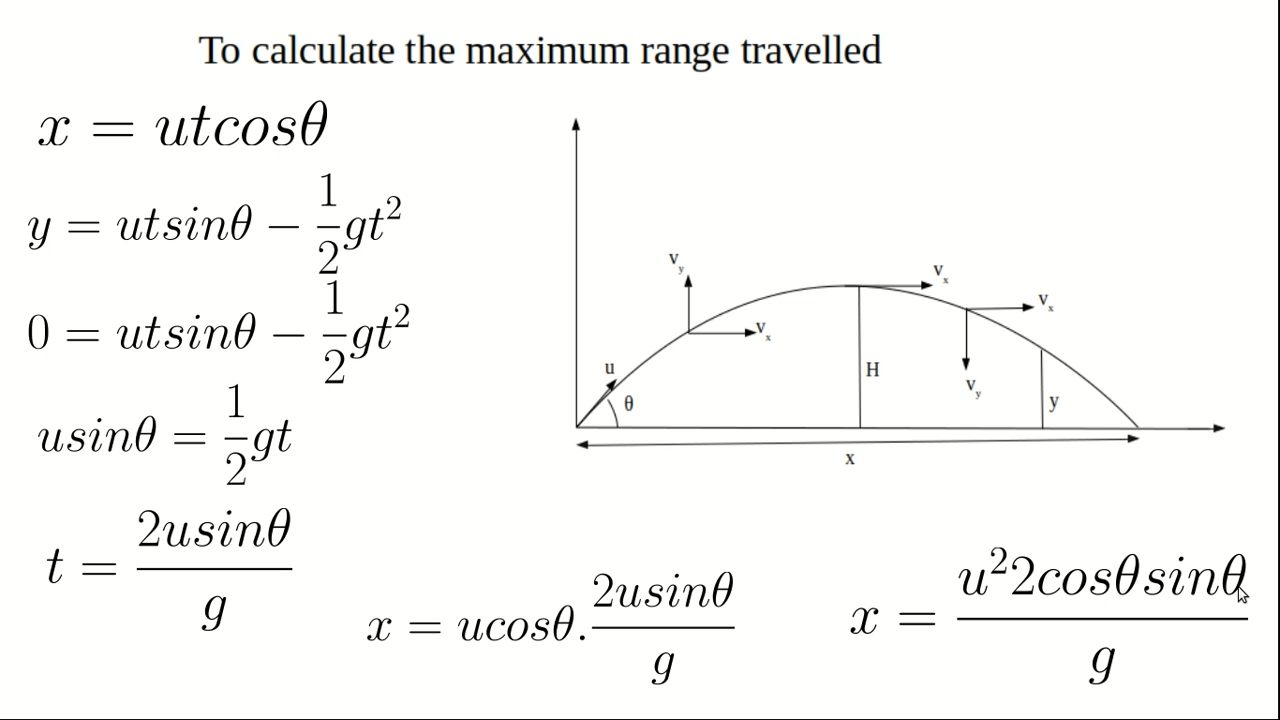 To calculate the maximum range travelled
x = utcosθ
y = utsinθ − 1/2 gt²
0 = utsinθ − 1/2 gt²
usinθ = 1/2 gt
t = 2usinθ/g
x = ucosθ. 2usinθ/g
x = u²2cosθsinθ/g
v_y
v_x
v_x
v_x
u
θ
H
v_y
y
x